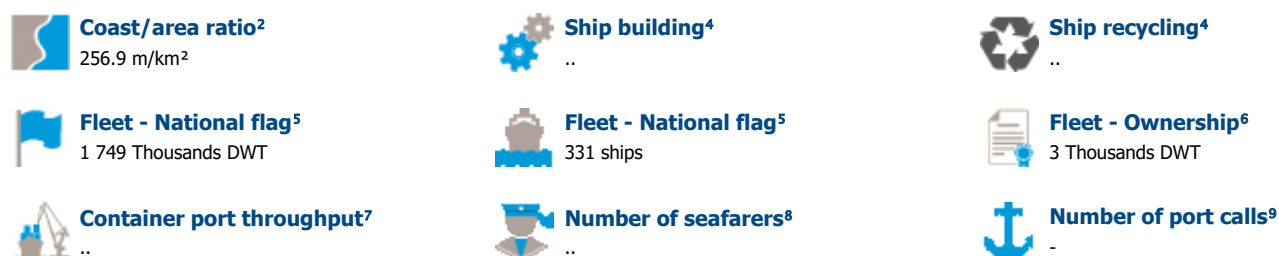 Coast/area ratio²
256.9 m/km²
Ship building⁴
..
Ship recycling⁴
..
Fleet - National flag⁵
1 749 Thousands DWT
Fleet - National flag⁵
331 ships
Fleet - Ownership⁶
3 Thousands DWT
Container port throughput⁷
..
Number of seafarers⁸
..
Number of port calls⁹
-